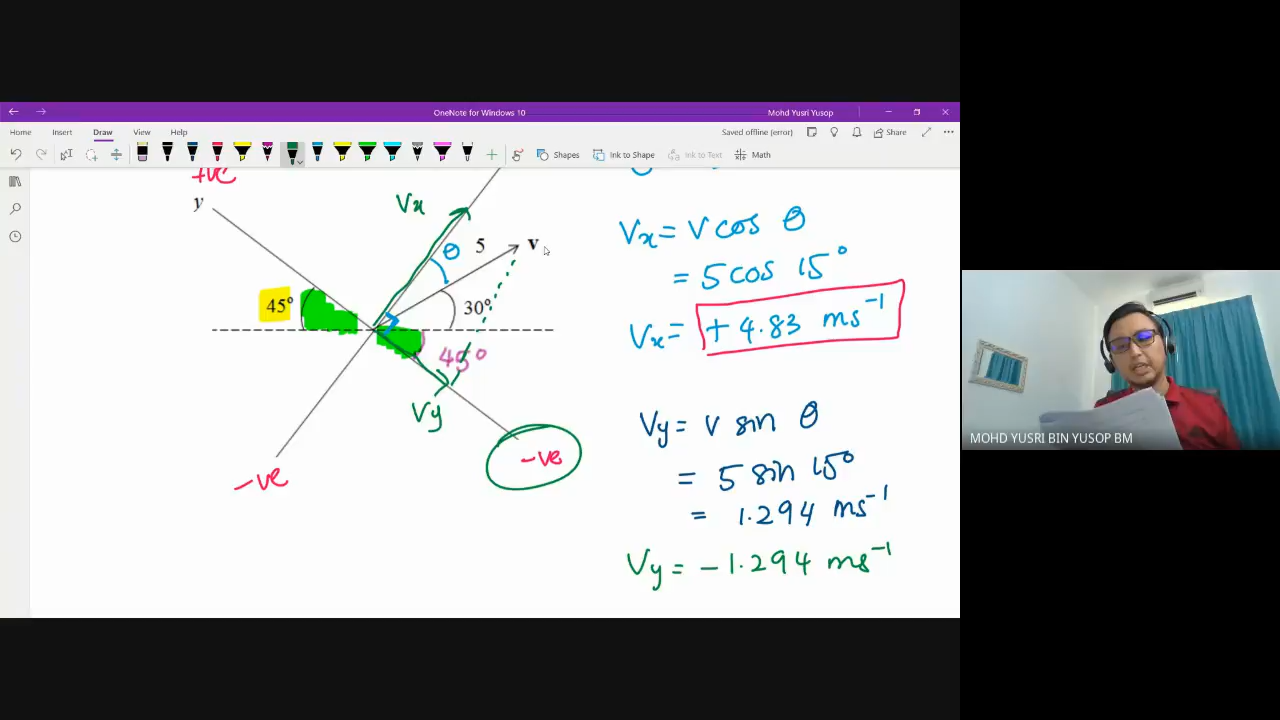 OneNote for Windows 10
Mohd Yusri Yusop
Home Insert Draw View Help
Saved offline (error)
Share
Shapes
Ink to Shape
Ink to Text
Math
+ve
y
Vx
θ
5
v
45°
30°
45°
Vy
-ve
-ve
Vx = V cos θ
= 5 cos 15°
Vx = + 4.83 ms⁻¹
Vy = V sin θ
= 5 sin 15°
= 1.294 ms⁻¹
Vy = - 1.294 ms⁻¹
MOHD YUSRI BIN YUSOP BM